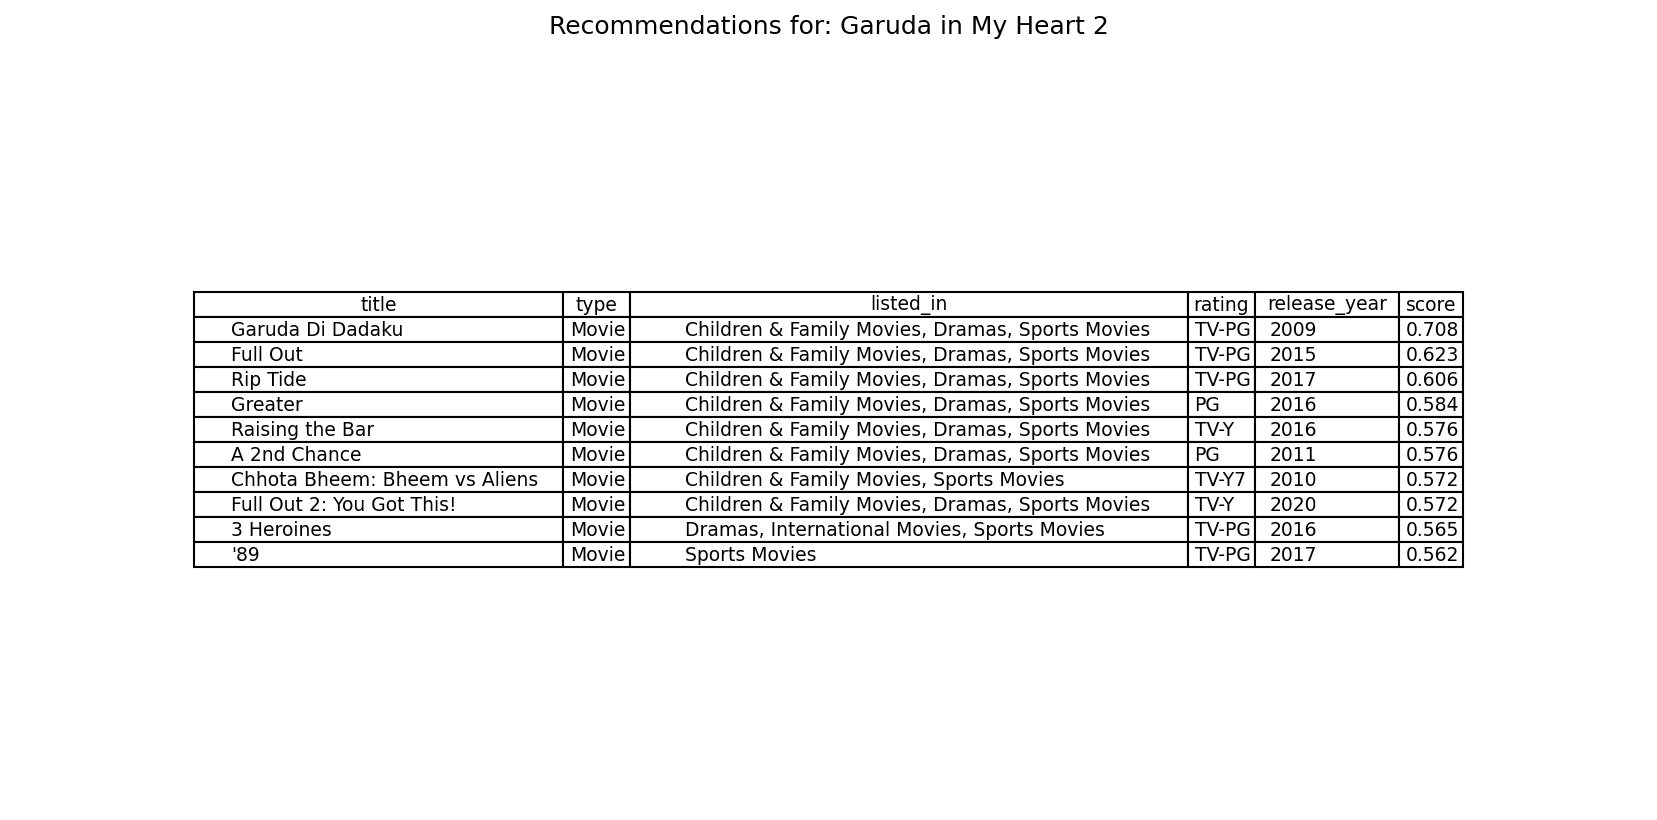 Recommendations for: Garuda in My Heart 2
title type listed_in rating release_year score
Garuda Di Dadaku Movie Children & Family Movies, Dramas, Sports Movies TV-PG 2009 0.708
Full Out Movie Children & Family Movies, Dramas, Sports Movies TV-PG 2015 0.623
Rip Tide Movie Children & Family Movies, Dramas, Sports Movies TV-PG 2017 0.606
Greater Movie Children & Family Movies, Dramas, Sports Movies PG 2016 0.584
Raising the Bar Movie Children & Family Movies, Dramas, Sports Movies TV-Y 2016 0.576
A 2nd Chance Movie Children & Family Movies, Dramas, Sports Movies PG 2011 0.576
Chhota Bheem: Bheem vs Aliens Movie Children & Family Movies, Sports Movies TV-Y7 2010 0.572
Full Out 2: You Got This! Movie Children & Family Movies, Dramas, Sports Movies TV-Y 2020 0.572
3 Heroines Movie Dramas, International Movies, Sports Movies TV-PG 2016 0.565
'89 Movie Sports Movies TV-PG 2017 0.562